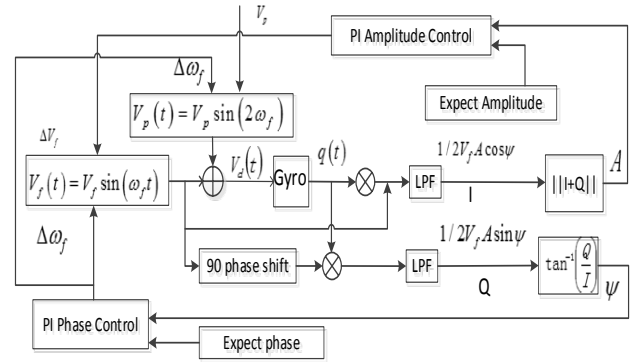 V_p
PI Amplitude Control
Δω_f
Expect Amplitude
V_p(t) = V_p sin(2ω_f)
ΔV_f
V_f(t) = V_f sin(ω_f t)
V_d(t)
Gyro
q(t)
LPF
1/2V_f A cosψ
I
||I+Q||
A
Δω_f
90 phase shift
LPF
1/2V_f A sinψ
Q
tan⁻¹(Q/I)
ψ
PI Phase Control
Expect phase